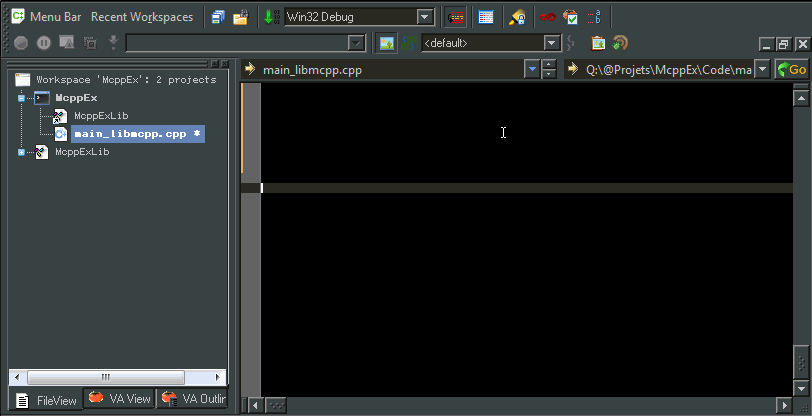 Menu Bar Recent Workspaces Win32 Debug
<default>
main_libmcpp.cpp Q:\@Projets\McppEx\Code\ma Go
Workspace 'McppEx': 2 projects
McppEx
McppExLib
main_libmcpp.cpp *
McppExLib
FileView VA View VA Outlir